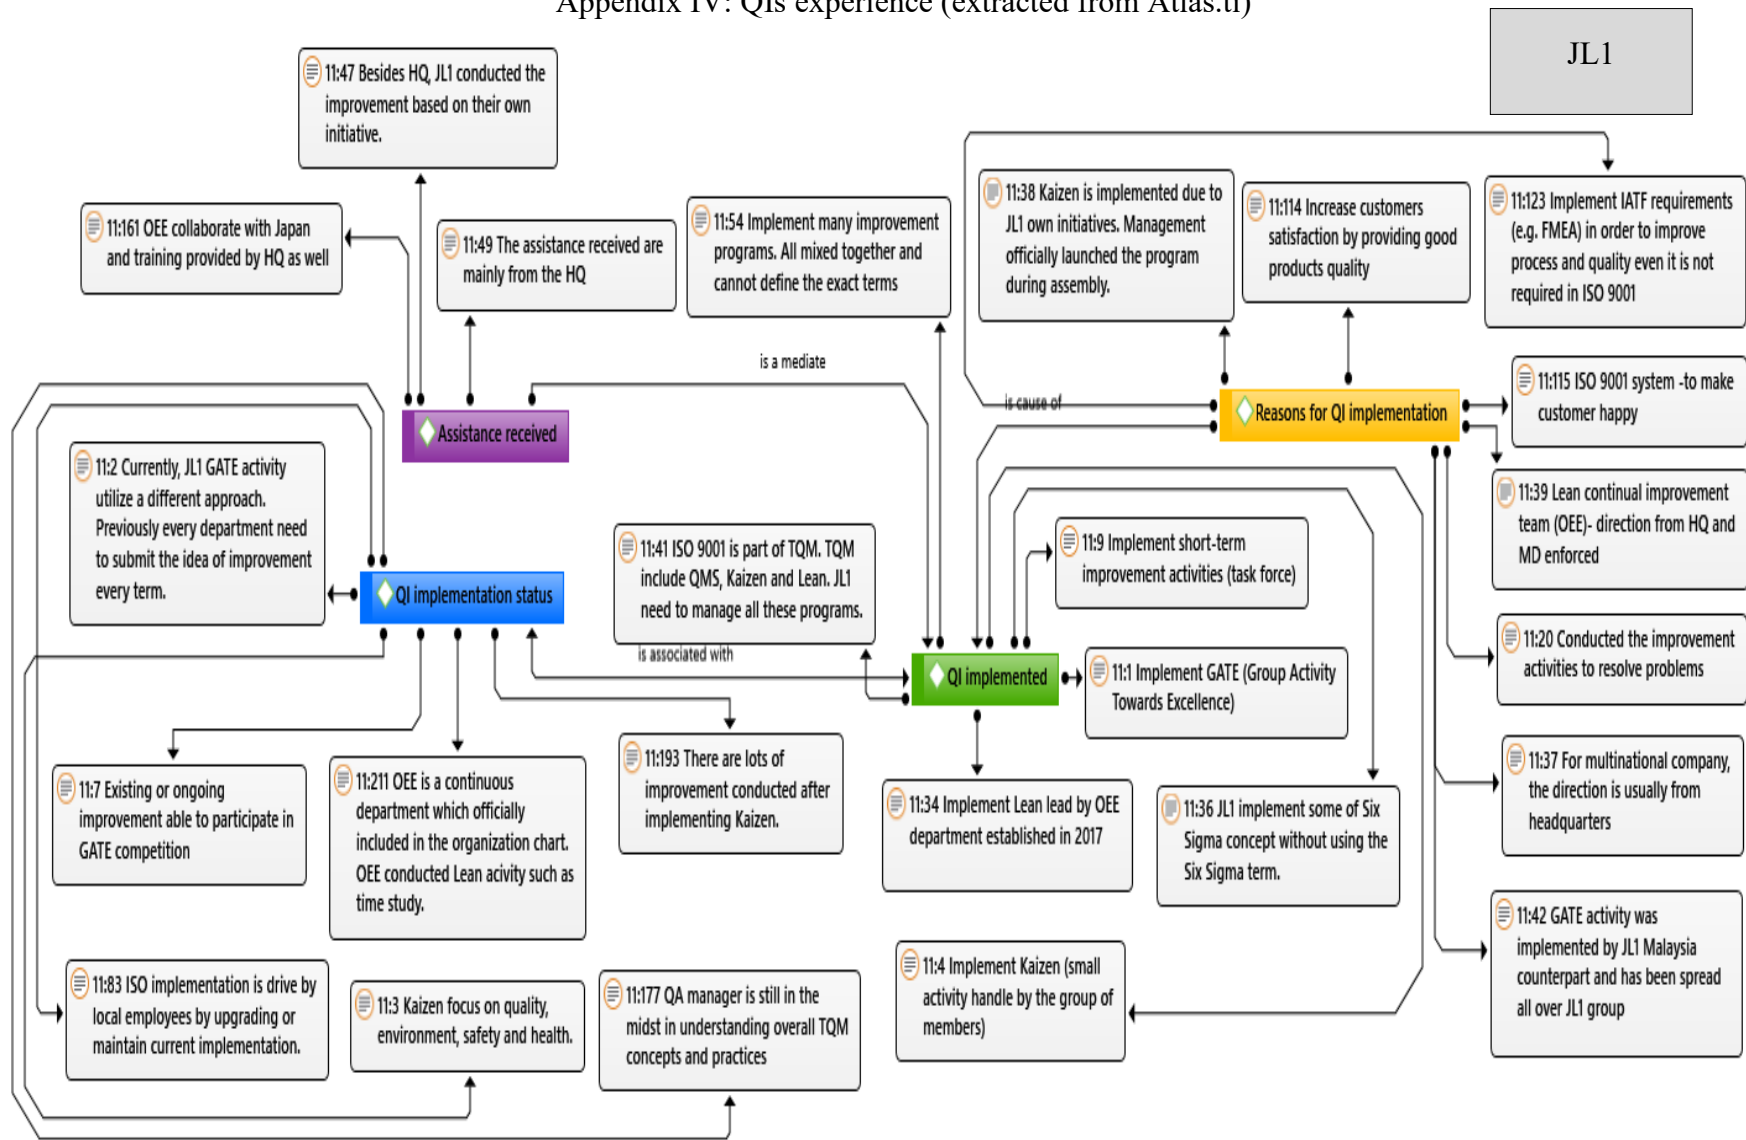 Appendix IV: QIs experience (extracted from Atlas.ti)
JL1
11:47 Besides HQ, JL1 conducted the
improvement based on their own
initiative.
11:161 OEE collaborate with Japan
and training provided by HQ as well
11:49 The assistance received are
mainly from the HQ
11:54 Implement many improvement
programs. All mixed together and
cannot define the exact terms
11:38 Kaizen is implemented due to
JL1 own initiatives. Management
officially launched the program
during assembly.
11:114 Increase customers
satisfaction by providing good
products quality
11:123 Implement IATF requirements
(e.g. FMEA) in order to improve
process and quality even it is not
required in ISO 9001
is a mediate
is cause of
Assistance received
Reasons for QI implementation
11:115 ISO 9001 system -to make
customer happy
11:2 Currently, JL1 GATE activity
utilize a different approach.
Previously every department need
to submit the idea of improvement
every term.
11:39 Lean continual improvement
team (OEE)- direction from HQ and
MD enforced
QI implementation status
11:41 ISO 9001 is part of TQM. TQM
include QMS, Kaizen and Lean. JL1
need to manage all these programs.
11:9 Implement short-term
improvement activities (task force)
is associated with
QI implemented
11:1 Implement GATE (Group Activity
Towards Excellence)
11:20 Conducted the improvement
activities to resolve problems
11:7 Existing or ongoing
improvement able to participate in
GATE competition
11:211 OEE is a continuous
department which officially
included in the organization chart.
OEE conducted Lean acivity such as
time study.
11:193 There are lots of
improvement conducted after
implementing Kaizen.
11:34 Implement Lean lead by OEE
department established in 2017
11:36 JL1 implement some of Six
Sigma concept without using the
Six Sigma term.
11:37 For multinational company,
the direction is usually from
headquarters
11:42 GATE activity was
implemented by JL1 Malaysia
counterpart and has been spread
all over JL1 group
11:83 ISO implementation is drive by
local employees by upgrading or
maintain current implementation.
11:3 Kaizen focus on quality,
environment, safety and health.
11:177 QA manager is still in the
midst in understanding overall TQM
concepts and practices
11:4 Implement Kaizen (small
activity handle by the group of
members)